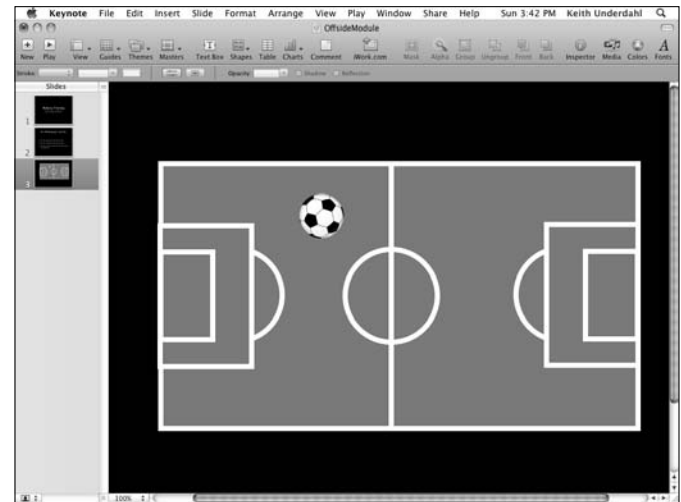 Keynote File Edit Insert Slide Format Arrange View Play Window Share Help Sun 3:42 PM Keith Underdahl
OffsideModule
New Play View Guides Themes Masters Text Box Shapes Table Charts Comment iWork.com Mask Alpha Group Ungroup Front Back Inspector Media Colors Fonts
Stroke: Opacity: Shadow Reflection
Slides
1
2
3
100%